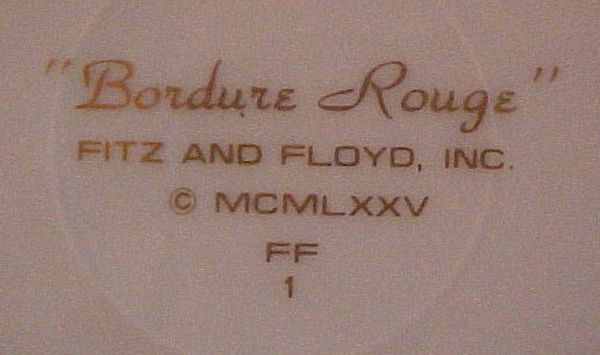 "Bordure Rouge"
FITZ AND FLOYD, INC.
© MCMLXXV
FF
1